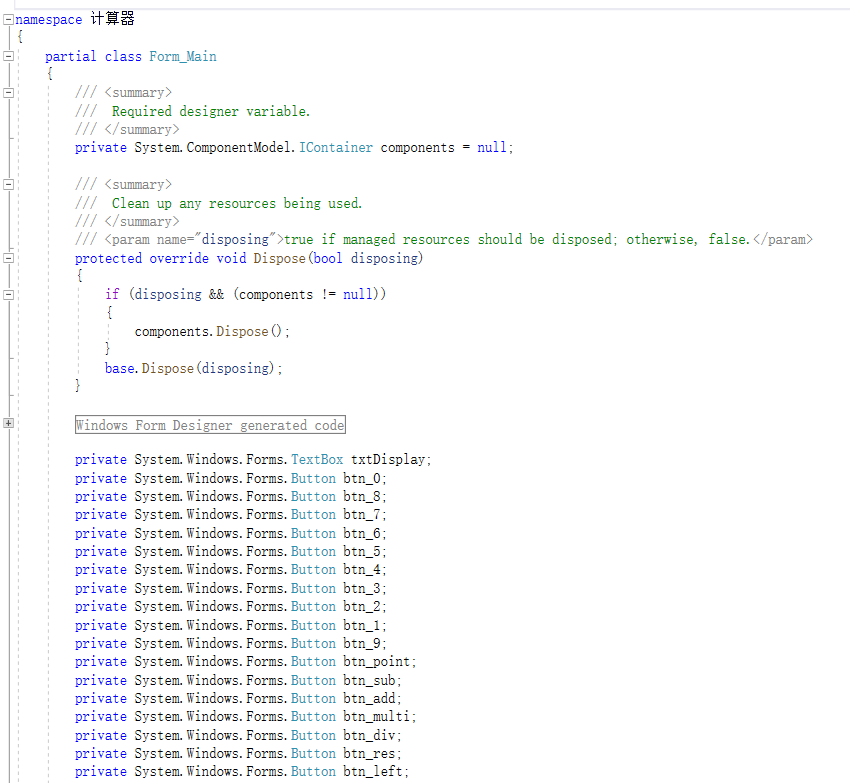 namespace 计算器
{
partial class Form_Main
{
/// <summary>
/// Required designer variable.
/// </summary>
private System.ComponentModel.IContainer components = null;
/// <summary>
/// Clean up any resources being used.
/// </summary>
/// <param name="disposing">true if managed resources should be disposed; otherwise, false.</param>
protected override void Dispose(bool disposing)
{
if (disposing && (components != null))
{
components.Dispose();
}
base.Dispose(disposing);
}
Windows Form Designer generated code
private System.Windows.Forms.TextBox txtDisplay;
private System.Windows.Forms.Button btn_0;
private System.Windows.Forms.Button btn_8;
private System.Windows.Forms.Button btn_7;
private System.Windows.Forms.Button btn_6;
private System.Windows.Forms.Button btn_5;
private System.Windows.Forms.Button btn_4;
private System.Windows.Forms.Button btn_3;
private System.Windows.Forms.Button btn_2;
private System.Windows.Forms.Button btn_1;
private System.Windows.Forms.Button btn_9;
private System.Windows.Forms.Button btn_point;
private System.Windows.Forms.Button btn_sub;
private System.Windows.Forms.Button btn_add;
private System.Windows.Forms.Button btn_multi;
private System.Windows.Forms.Button btn_div;
private System.Windows.Forms.Button btn_res;
private System.Windows.Forms.Button btn_left;